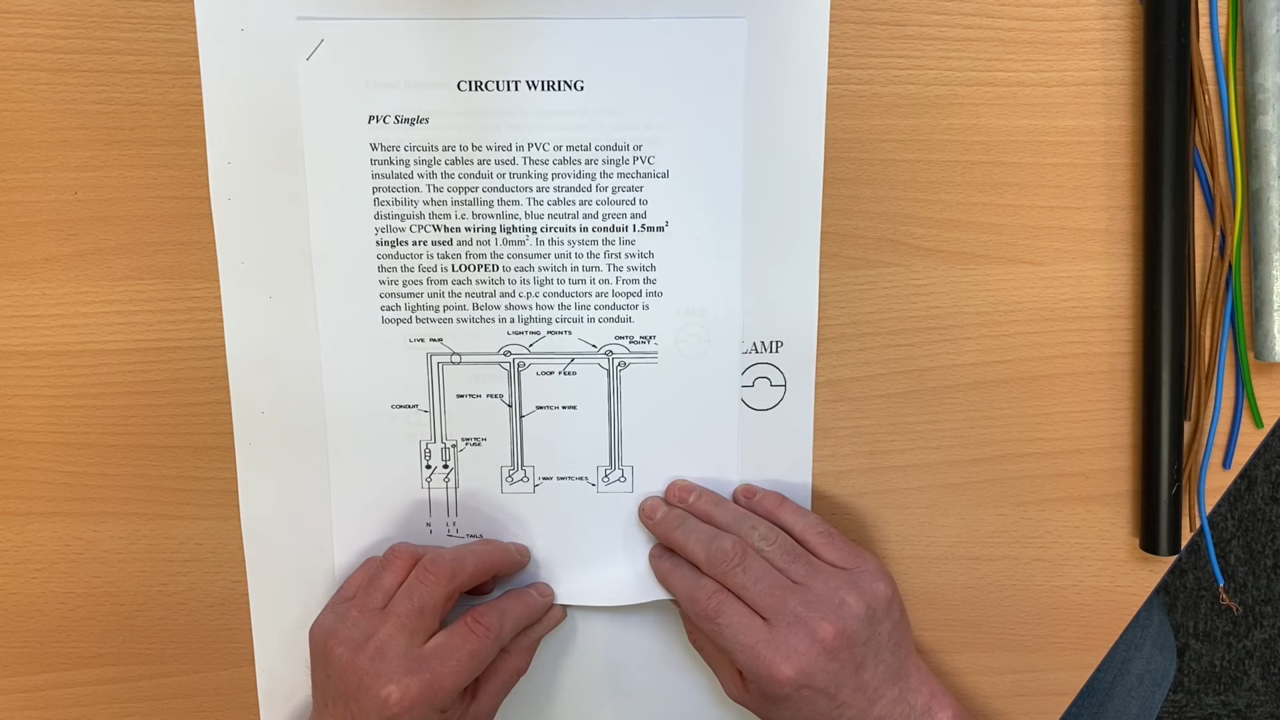 CIRCUIT WIRING
PVC Singles
Where circuits are to be wired in PVC or metal conduit or
trunking single cables are used. These cables are single PVC
insulated with the conduit or trunking providing the mechanical
protection. The copper conductors are stranded for greater
flexibility when installing them. The cables are coloured to
distinguish them i.e. brownline, blue neutral and green and
yellow CPCWhen wiring lighting circuits in conduit 1.5mm²
singles are used and not 1.0mm². In this system the line
conductor is taken from the consumer unit to the first switch
then the feed is LOOPED to each switch in turn. The switch
wire goes from each switch to its light to turn it on. From the
consumer unit the neutral and c.p.c conductors are looped into
each lighting point. Below shows how the line conductor is
looped between switches in a lighting circuit in conduit.
LIGHTING POINTS
LIVE PAIR
ONTO NEXT
POINT
LOOP FEED
SWITCH FEED
CONDUIT
SWITCH WIRE
SWITCH
FUSE
1 WAY SWITCHES
N L E
TAILS
LAMP